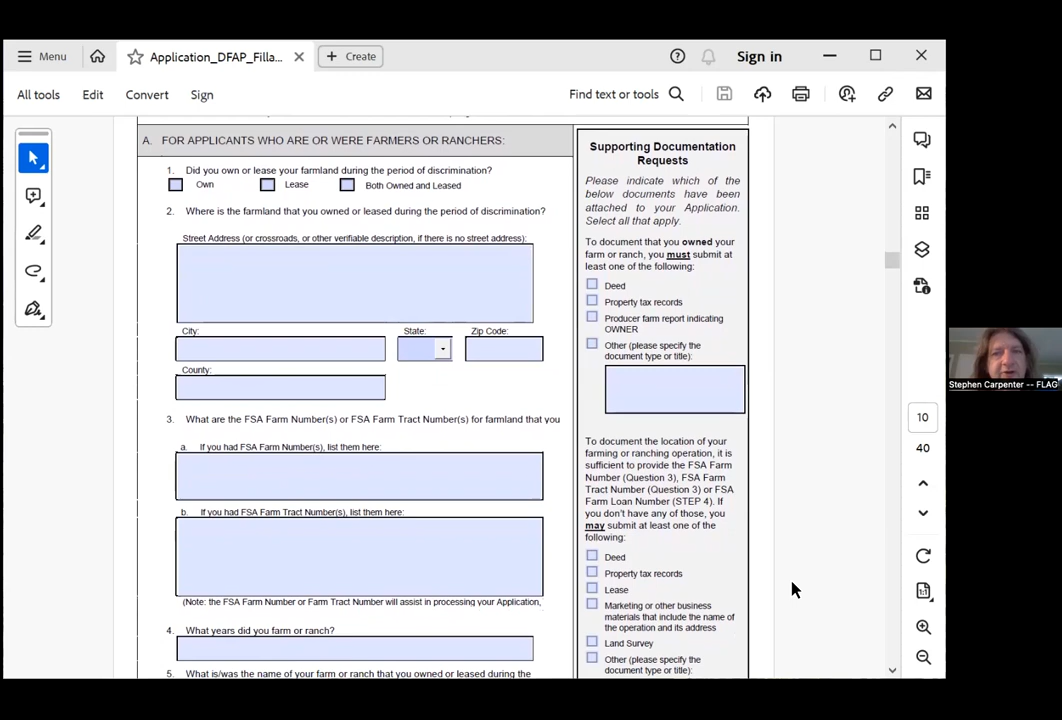 Menu
Application_DFAP_Filla...
Create
Sign in
All tools
Edit
Convert
Sign
Find text or tools
A. FOR APPLICANTS WHO ARE OR WERE FARMERS OR RANCHERS:
1. Did you own or lease your farmland during the period of discrimination?
Own
Lease
Both Owned and Leased
2. Where is the farmland that you owned or leased during the period of discrimination?
Street Address (or crossroads, or other verifiable description, if there is no street address):
City:
State:
Zip Code:
County:
3. What are the FSA Farm Number(s) or FSA Farm Tract Number(s) for farmland that you
a. If you had FSA Farm Number(s), list them here:
b. If you had FSA Farm Tract Number(s), list them here:
(Note: the FSA Farm Number or Farm Tract Number will assist in processing your Application,
4. What years did you farm or ranch?
5. What is/was the name of your farm or ranch that you owned or leased during the
Supporting Documentation
Requests
Please indicate which of the
below documents have been
attached to your Application.
Select all that apply.
To document that you owned your
farm or ranch, you must submit at
least one of the following:
Deed
Property tax records
Producer farm report indicating
OWNER
Other (please specify the
document type or title):
To document the location of your
farming or ranching operation, it is
sufficient to provide the FSA Farm
Number (Question 3), FSA Farm
Tract Number (Question 3) or FSA
Farm Loan Number (STEP 4). If
you don't have any of those, you
may submit at least one of the
following:
Deed
Property tax records
Lease
Marketing or other business
materials that include the name of
the operation and its address
Land Survey
Other (please specify the
document type or title):
10
40
1:1
Stephen Carpenter -- FLAG